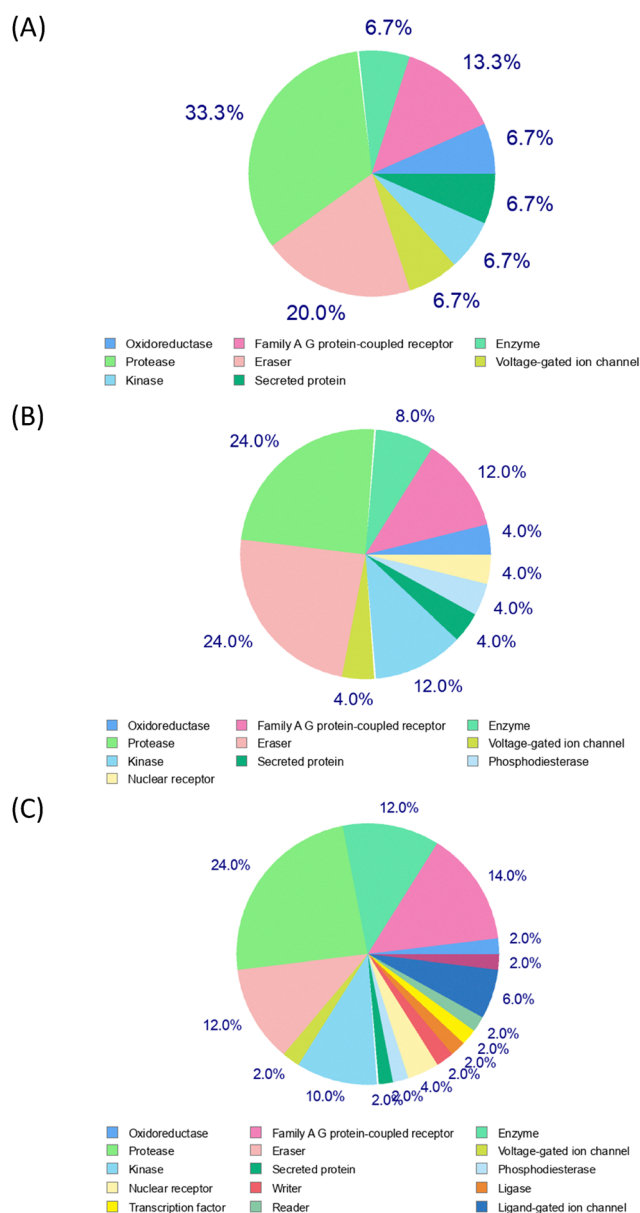 (A)
6.7%
13.3%
33.3%
6.7%
6.7%
6.7%
6.7%
20.0%
Oxidoreductase Family A G protein-coupled receptor Enzyme
Protease Eraser Voltage-gated ion channel
Kinase Secreted protein
(B)
8.0%
24.0%
12.0%
4.0%
4.0%
4.0%
4.0%
24.0%
12.0%
4.0%
Oxidoreductase Family A G protein-coupled receptor Enzyme
Protease Eraser Voltage-gated ion channel
Kinase Secreted protein Phosphodiesterase
Nuclear receptor
(C)
12.0%
24.0%
14.0%
2.0%
2.0%
6.0%
2.0%
2.0%
2.0%
2.0%
4.0%
2.0%
2.0%
10.0%
2.0%
12.0%
Oxidoreductase Family A G protein-coupled receptor Enzyme
Protease Eraser Voltage-gated ion channel
Kinase Secreted protein Phosphodiesterase
Nuclear receptor Writer Ligase
Transcription factor Reader Ligand-gated ion channel